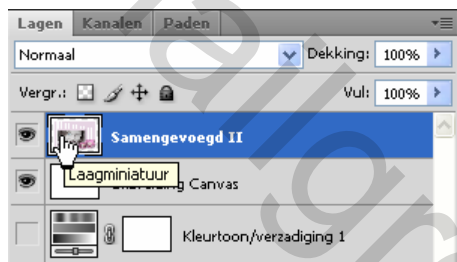 Lagen Kanalen Paden
Normaal Dekking: 100%
Vergr.: Vul: 100%
Samengevoegd II
Laagminiatuur
Canvas
Kleurtoon/verzadiging 1